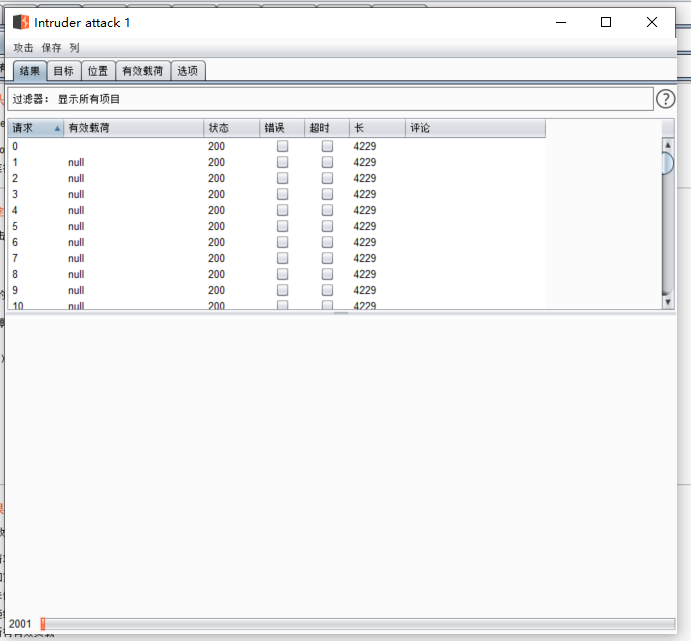 Intruder attack 1
攻击 保存 列
结果 目标 位置 有效载荷 选项
过滤器： 显示所有项目
?
请求 有效载荷 状态 错误 超时 长 评论
0 200 4229
1 null 200 4229
2 null 200 4229
3 null 200 4229
4 null 200 4229
5 null 200 4229
6 null 200 4229
7 null 200 4229
8 null 200 4229
9 null 200 4229
10 null 200 4229
2001